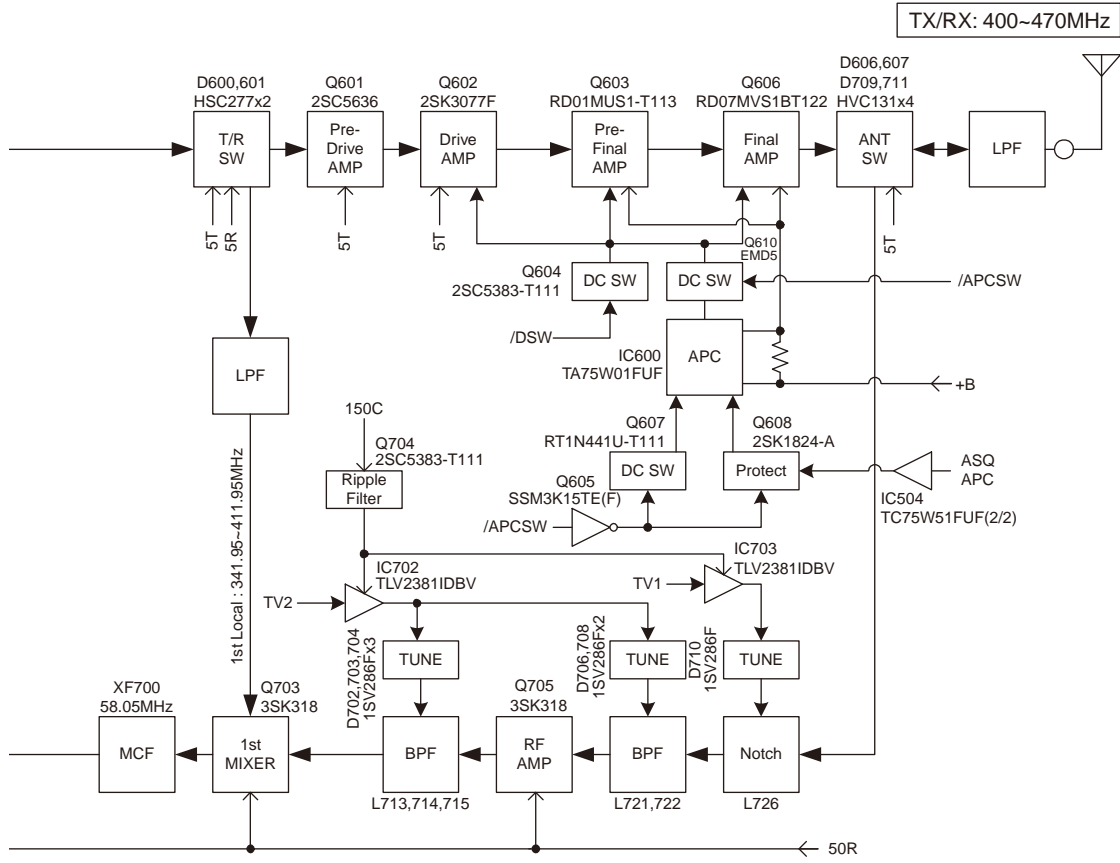 TX/RX: 400~470MHz
D600,601
HSC277x2
T/R
SW
5T
5R
Q601
2SC5636
Pre-
Drive
AMP
5T
Q602
2SK3077F
Drive
AMP
5T
Q603
RD01MUS1-T113
Pre-
Final
AMP
Q606
RD07MVS1BT122
Final
AMP
D606,607
D709,711
HVC131x4
ANT
SW
5T
LPF
Q604
2SC5383-T111
DC SW
/DSW
Q610
EMD5
DC SW
/APCSW
IC600
TA75W01FUF
APC
+B
LPF
1st Local : 341.95~411.95MHz
150C
Q704
2SC5383-T111
Ripple
Filter
Q607
RT1N441U-T111
DC SW
Q608
2SK1824-A
Protect
ASQ
APC
IC504
TC75W51FUF(2/2)
Q605
SSM3K15TE(F)
/APCSW
IC702
TLV2381IDBV
TV2
IC703
TLV2381IDBV
TV1
D702,703,704
1SV286Fx3
TUNE
D706,708
1SV286Fx2
TUNE
D710
1SV286F
TUNE
XF700
58.05MHz
MCF
Q703
3SK318
1st
MIXER
BPF
L713,714,715
Q705
3SK318
RF
AMP
BPF
L721,722
Notch
L726
50R